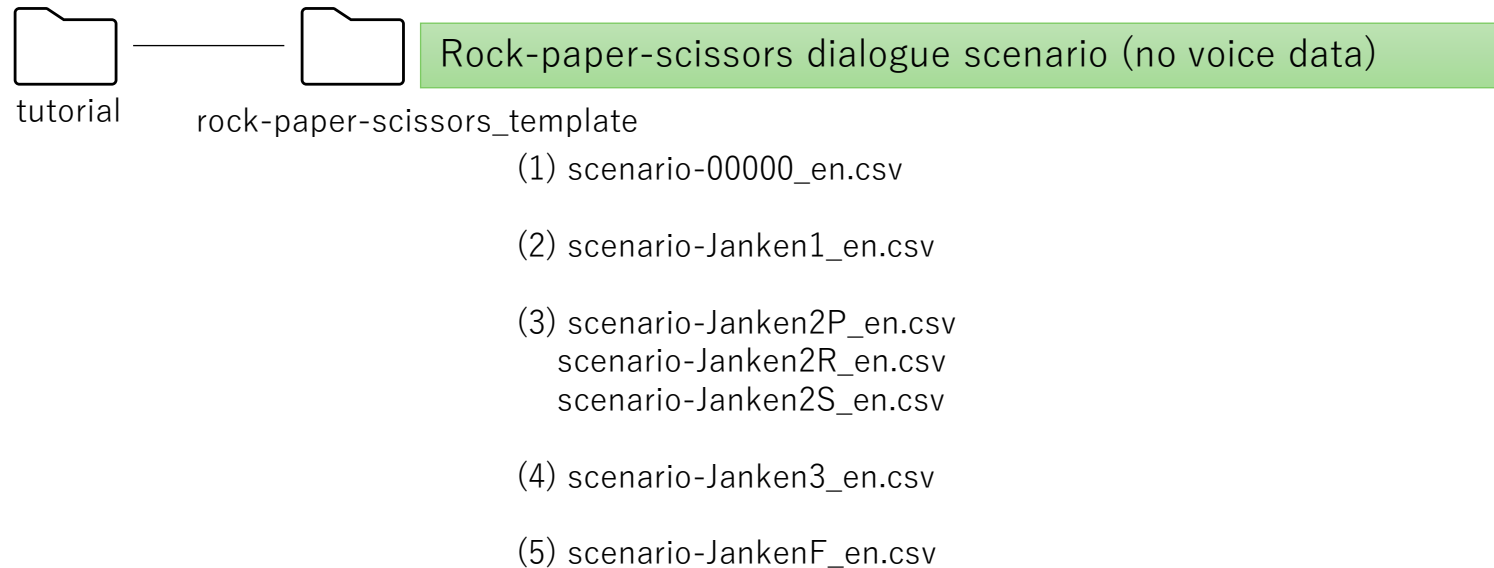 Rock-paper-scissors dialogue scenario (no voice data)
tutorial
rock-paper-scissors_template
(1) scenario-00000_en.csv
(2) scenario-Janken1_en.csv
(3) scenario-Janken2P_en.csv
scenario-Janken2R_en.csv
scenario-Janken2S_en.csv
(4) scenario-Janken3_en.csv
(5) scenario-JankenF_en.csv